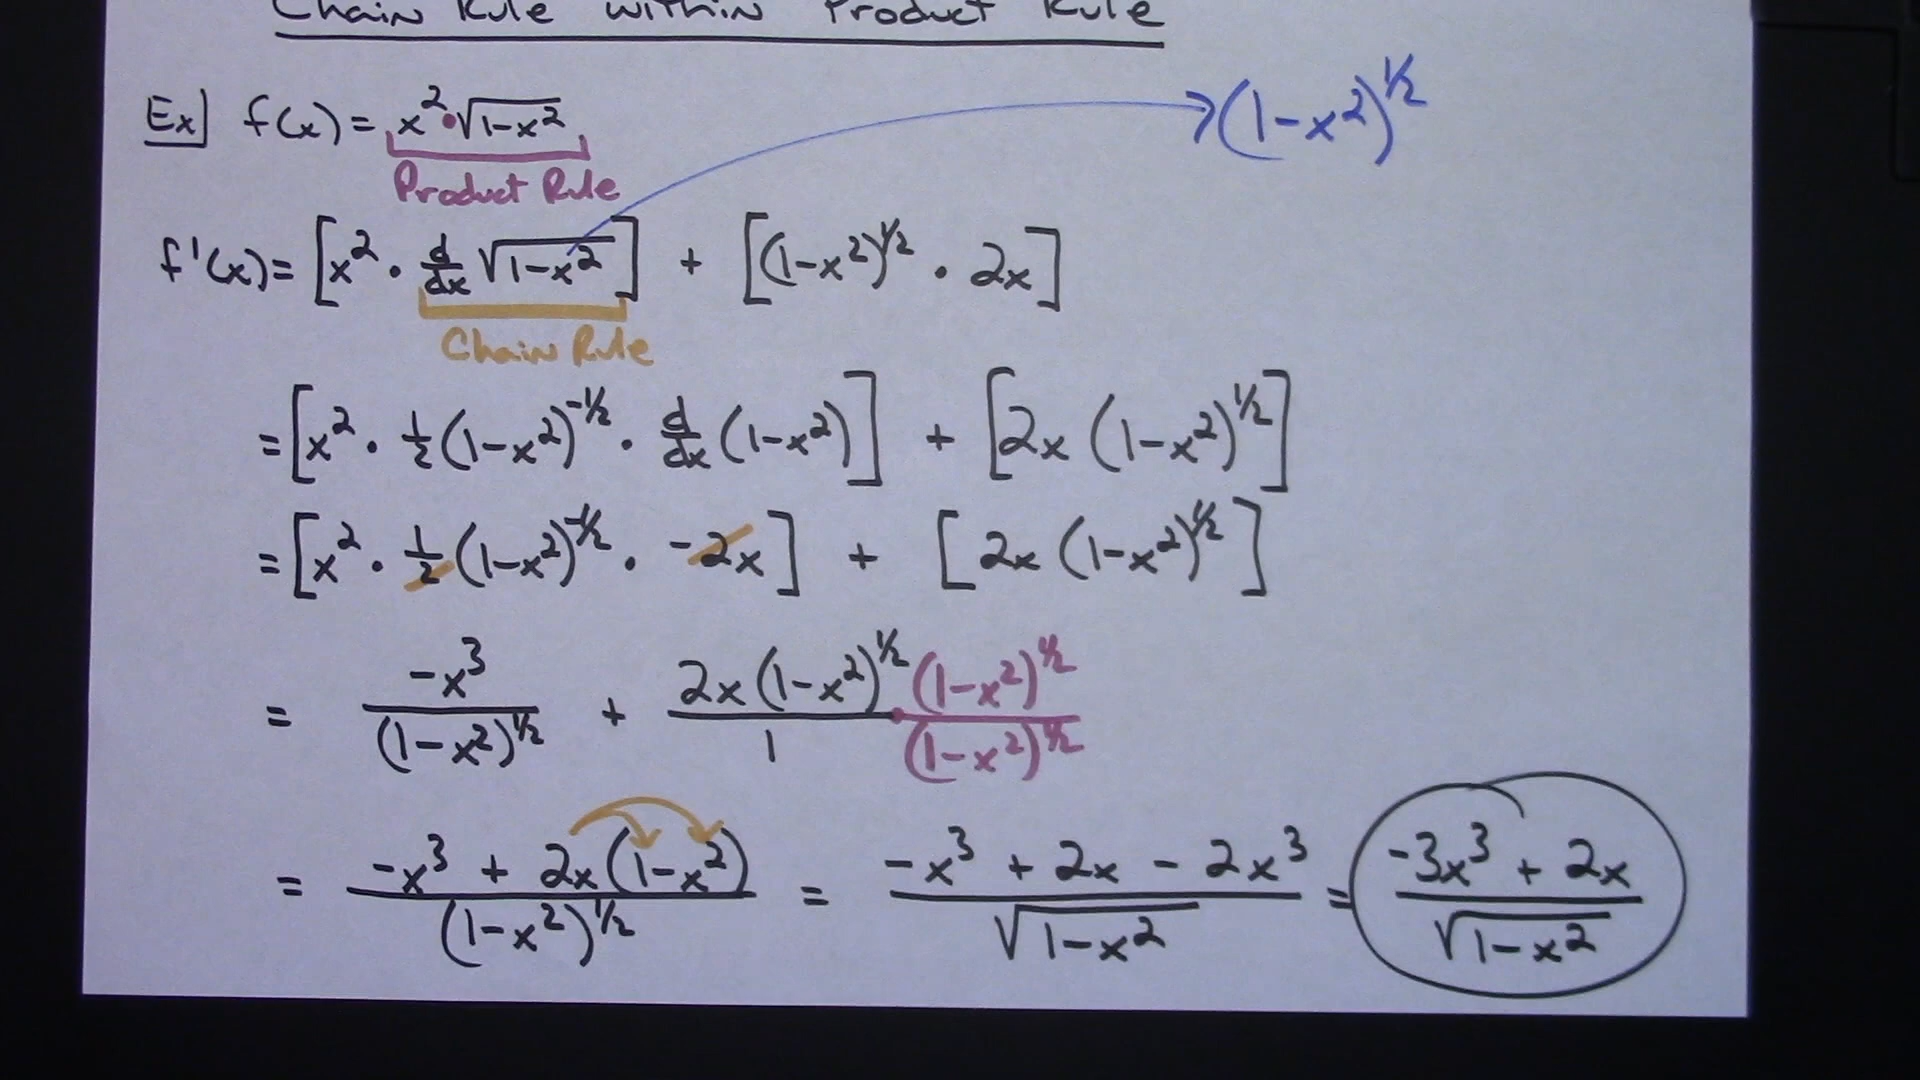 Chain Rule within Product Rule
Ex] f(x) = x²·√(1-x²) → (1-x²)^½
Product Rule
f'(x) = [x² · d/dx √(1-x²)] + [(1-x²)^½ · 2x]
Chain Rule
= [x² · ½(1-x²)^-½ · d/dx (1-x²)] + [2x (1-x²)^½]
= [x² · ½(1-x²)^-½ · -2x] + [2x (1-x²)^½]
= -x³/(1-x²)^½ + 2x(1-x²)^½/1 · (1-x²)^½/(1-x²)^½
= (-x³ + 2x(1-x²))/(1-x²)^½ = (-x³ + 2x - 2x³)/√(1-x²) = (-3x³ + 2x)/√(1-x²)